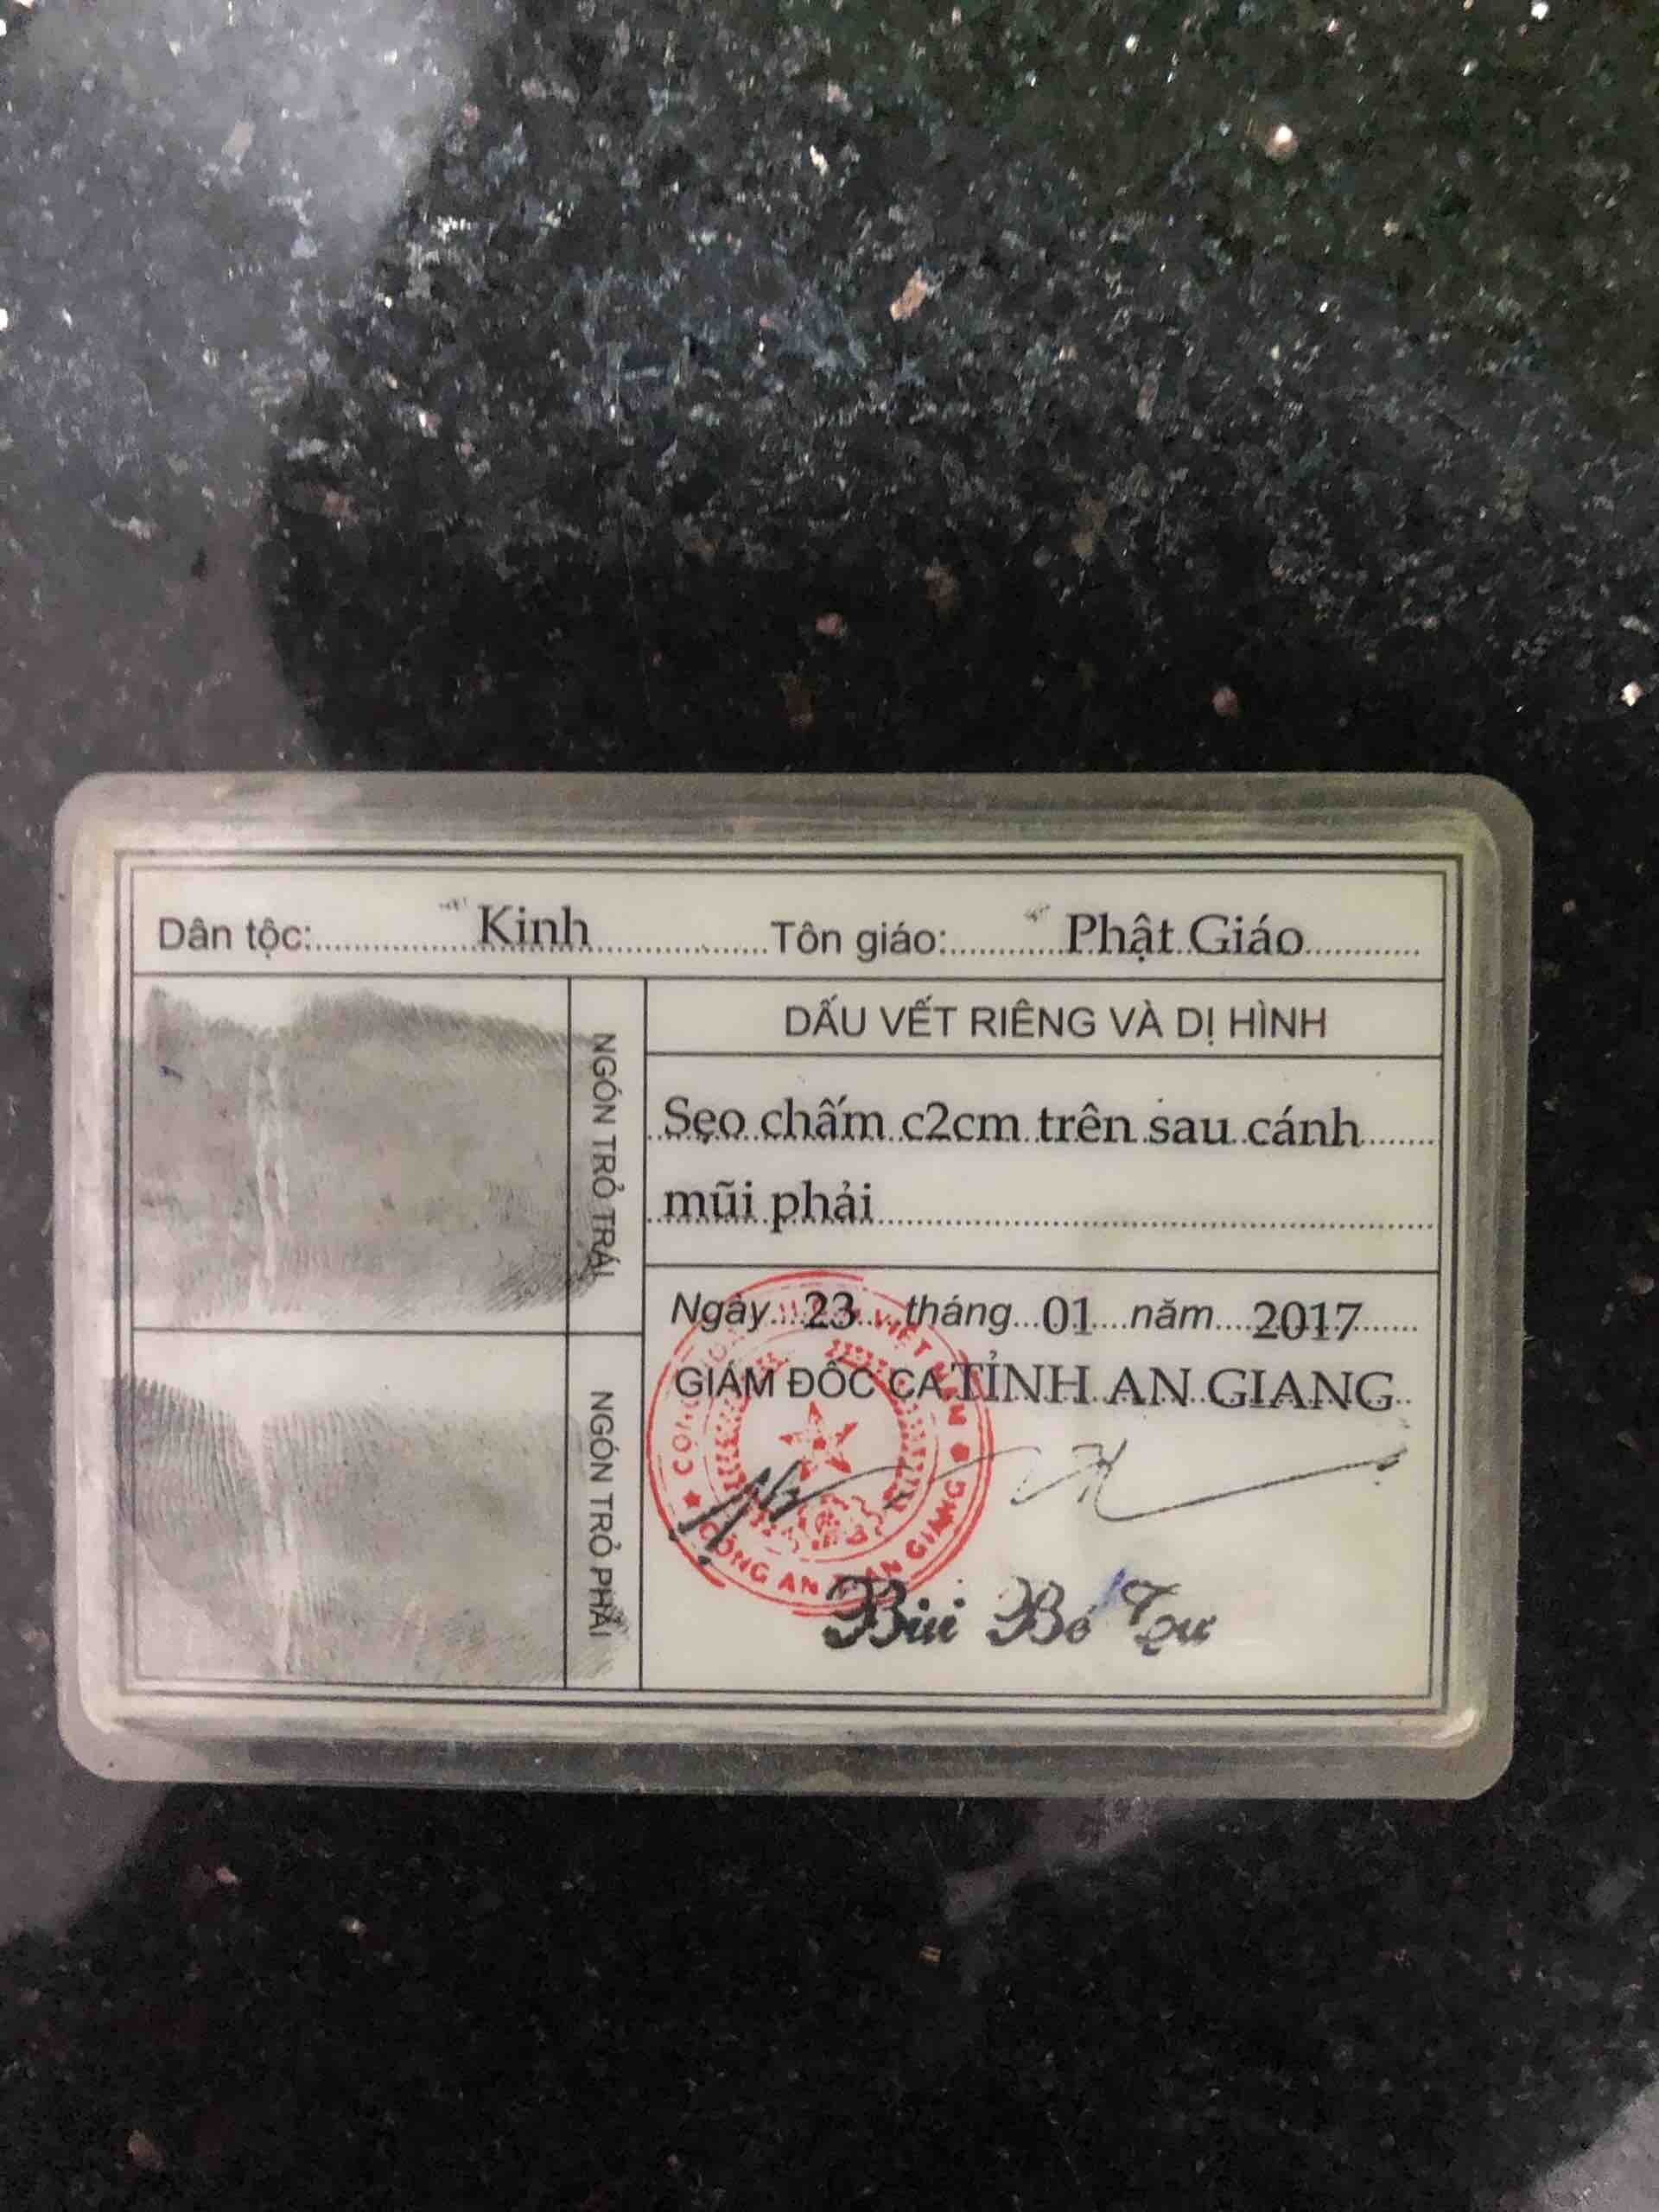 Dân tộc: Kinh Tôn giáo: Phật Giáo
NGÓN TRỎ TRÁI
NGÓN TRỎ PHẢI
DẤU VẾT RIÊNG VÀ DỊ HÌNH
Sẹo chấm c2cm trên sau cánh
mũi phải
Ngày 23 tháng 01 năm 2017
GIÁM ĐỐC CA TỈNH AN GIANG
VIỆT NAM
CÔNG AN AN GIANG
Bùi Bé Tư